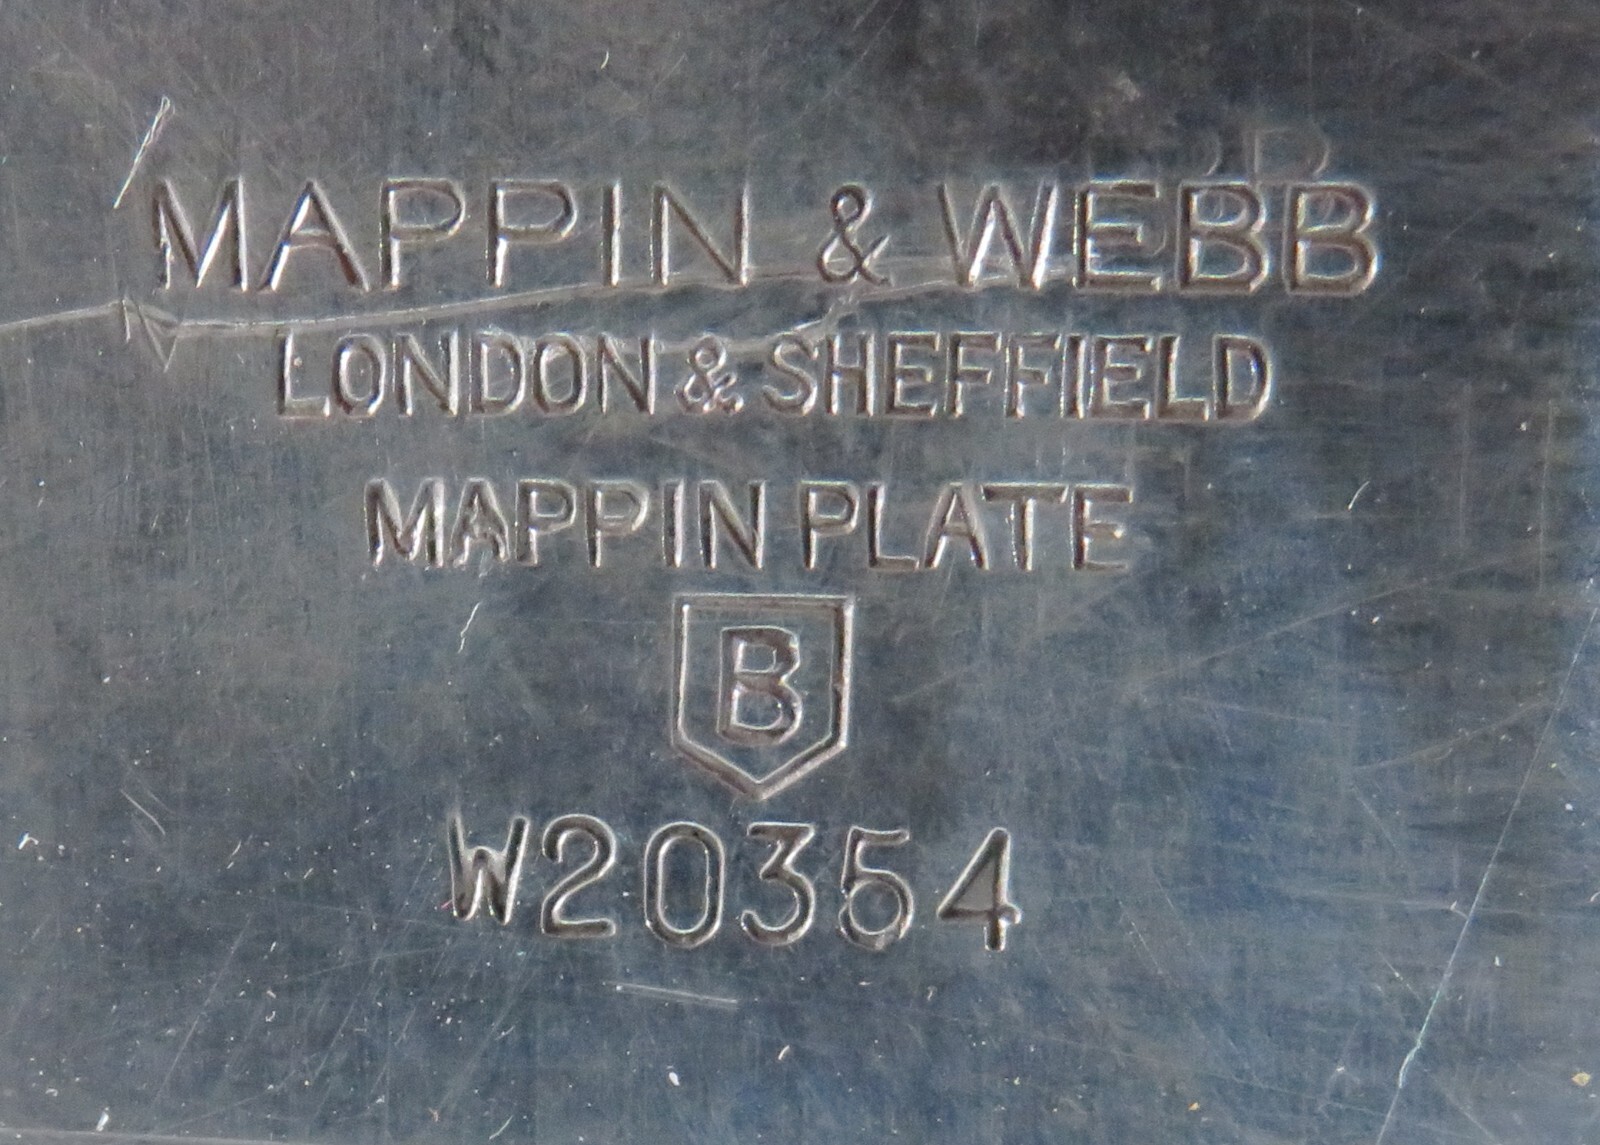 MAPPIN & WEBB
LONDON & SHEFFIELD
MAPPIN PLATE
B
W20354